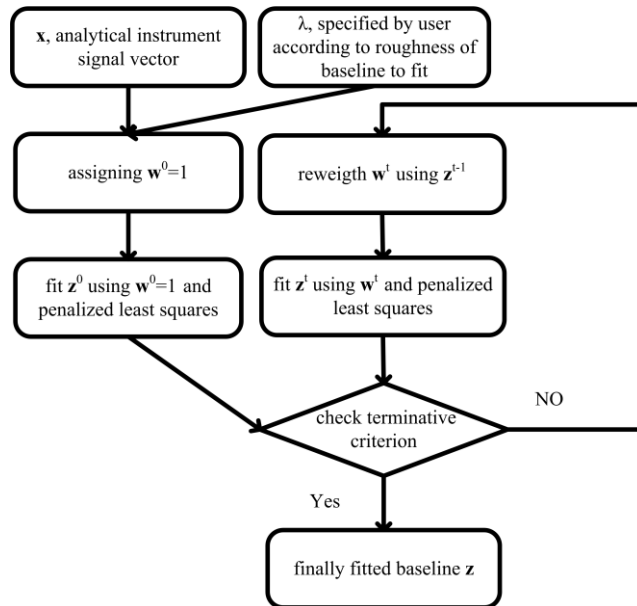 x, analytical instrument
signal vector
λ, specified by user
according to roughness of
baseline to fit
assigning w⁰=1
reweigth wᵗ using zᵗ⁻¹
fit z⁰ using w⁰=1 and
penalized least squares
fit zᵗ using wᵗ and penalized
least squares
check terminative
criterion
NO
Yes
finally fitted baseline z